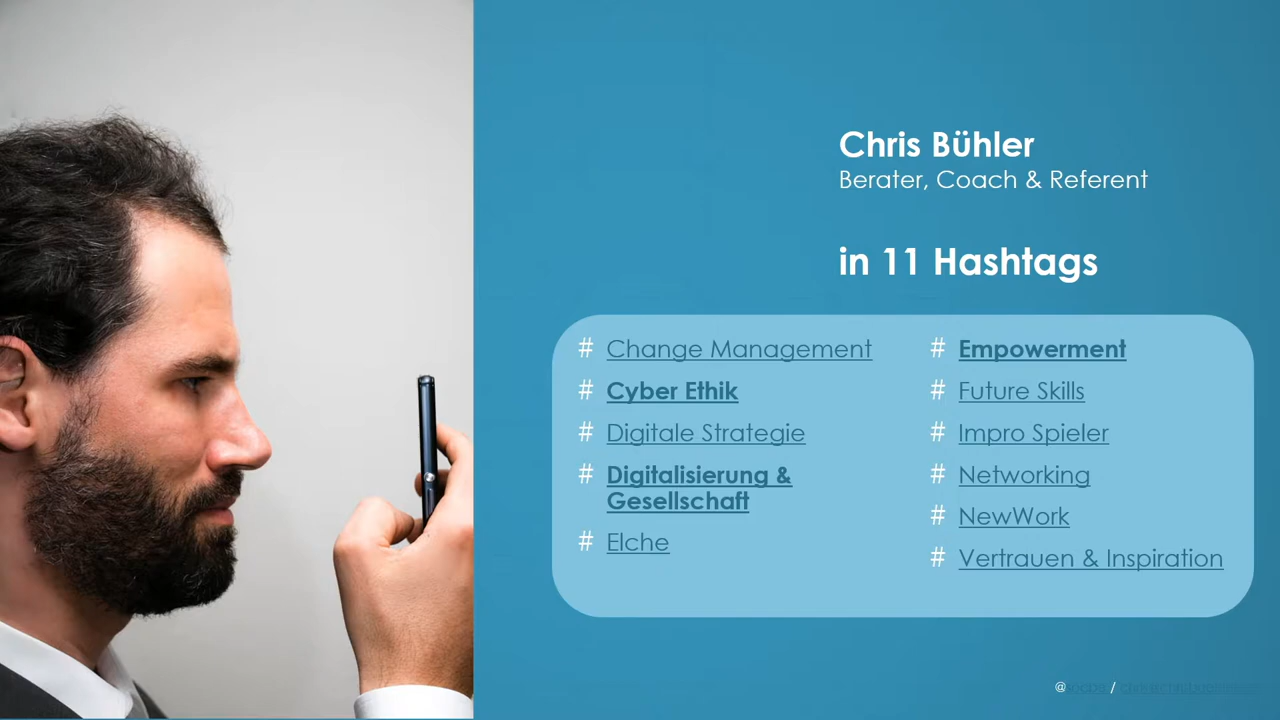 Chris Bühler
Berater, Coach & Referent
in 11 Hashtags
# Change Management
# Cyber Ethik
# Digitale Strategie
# Digitalisierung &
Gesellschaft
# Elche
# Empowerment
# Future Skills
# Impro Spieler
# Networking
# NewWork
# Vertrauen & Inspiration
@ /